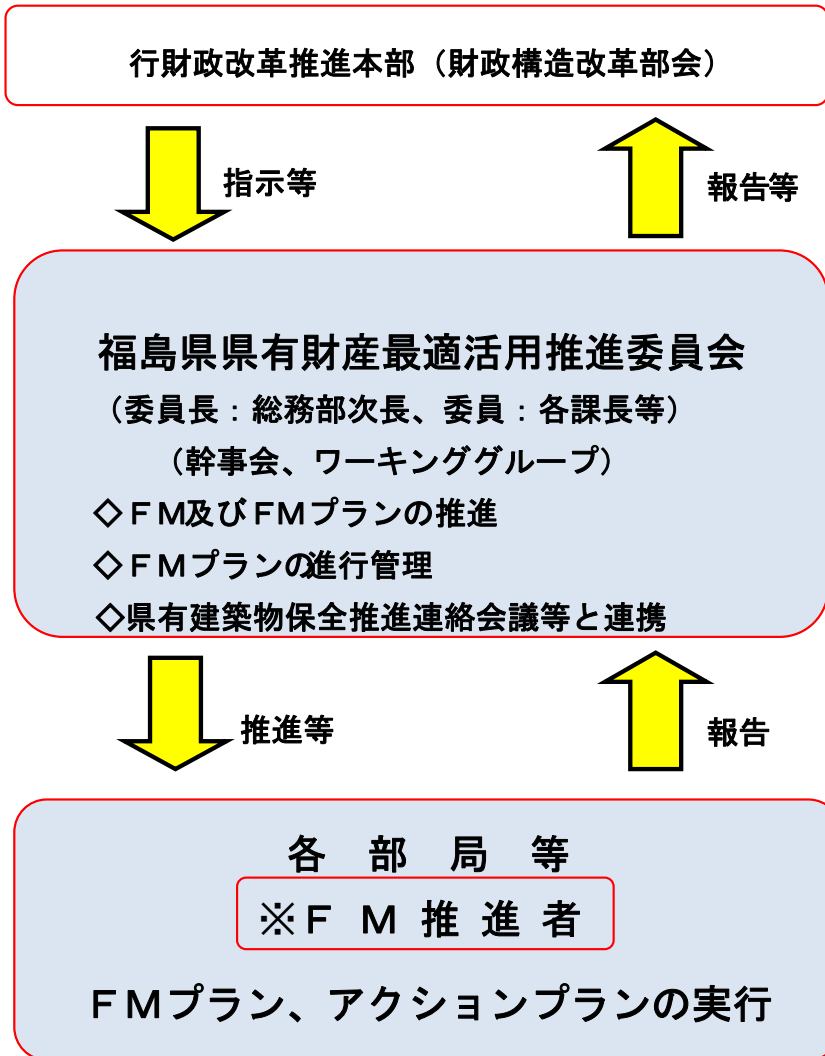 行財政改革推進本部（財政構造改革部会）
指示等
報告等
福島県県有財産最適活用推進委員会
（委員長：総務部次長、委員：各課長等）
（幹事会、ワーキンググループ）
◇ＦＭ及びＦＭプランの推進
◇ＦＭプランの進行管理
◇県有建築物保全推進連絡会議等と連携
推進等
報告
各　部　局　等
※Ｆ Ｍ 推 進 者
ＦＭプラン、アクションプランの実行